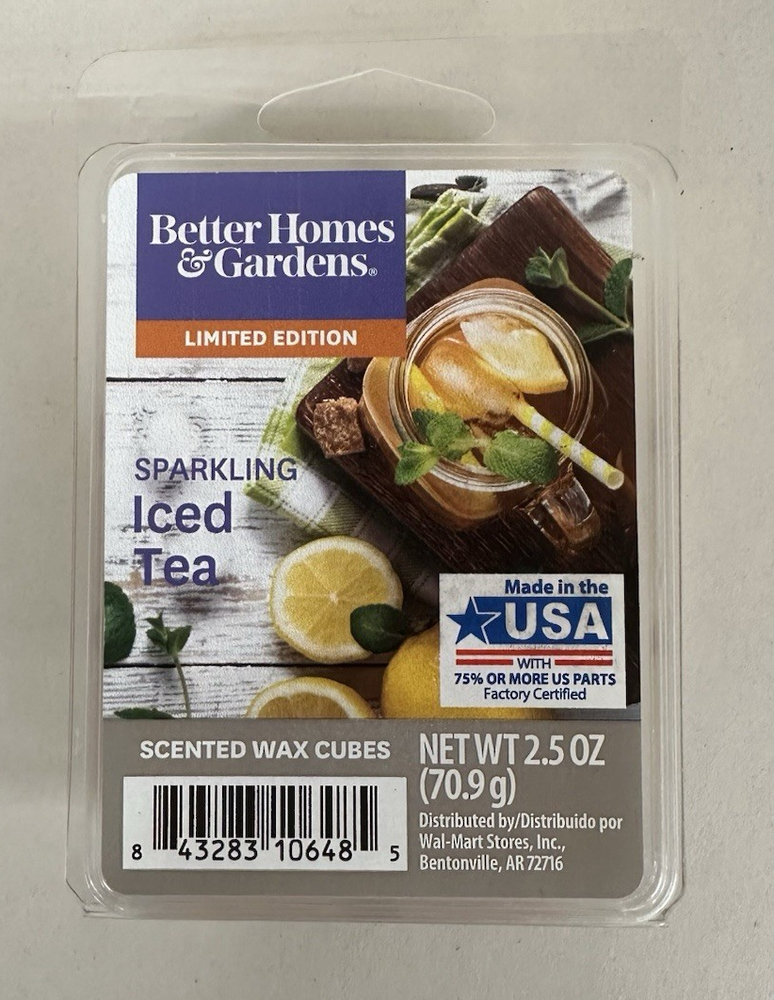 Better Homes
& Gardens®
LIMITED EDITION
SPARKLING
Iced
Tea
Made in the
USA
WITH
75% OR MORE US PARTS
Factory Certified
SCENTED WAX CUBES
8 43283 10648 5
NET WT 2.5 OZ
(70.9 g)
Distributed by/Distribuido por
Wal-Mart Stores, Inc.,
Bentonville, AR 72716